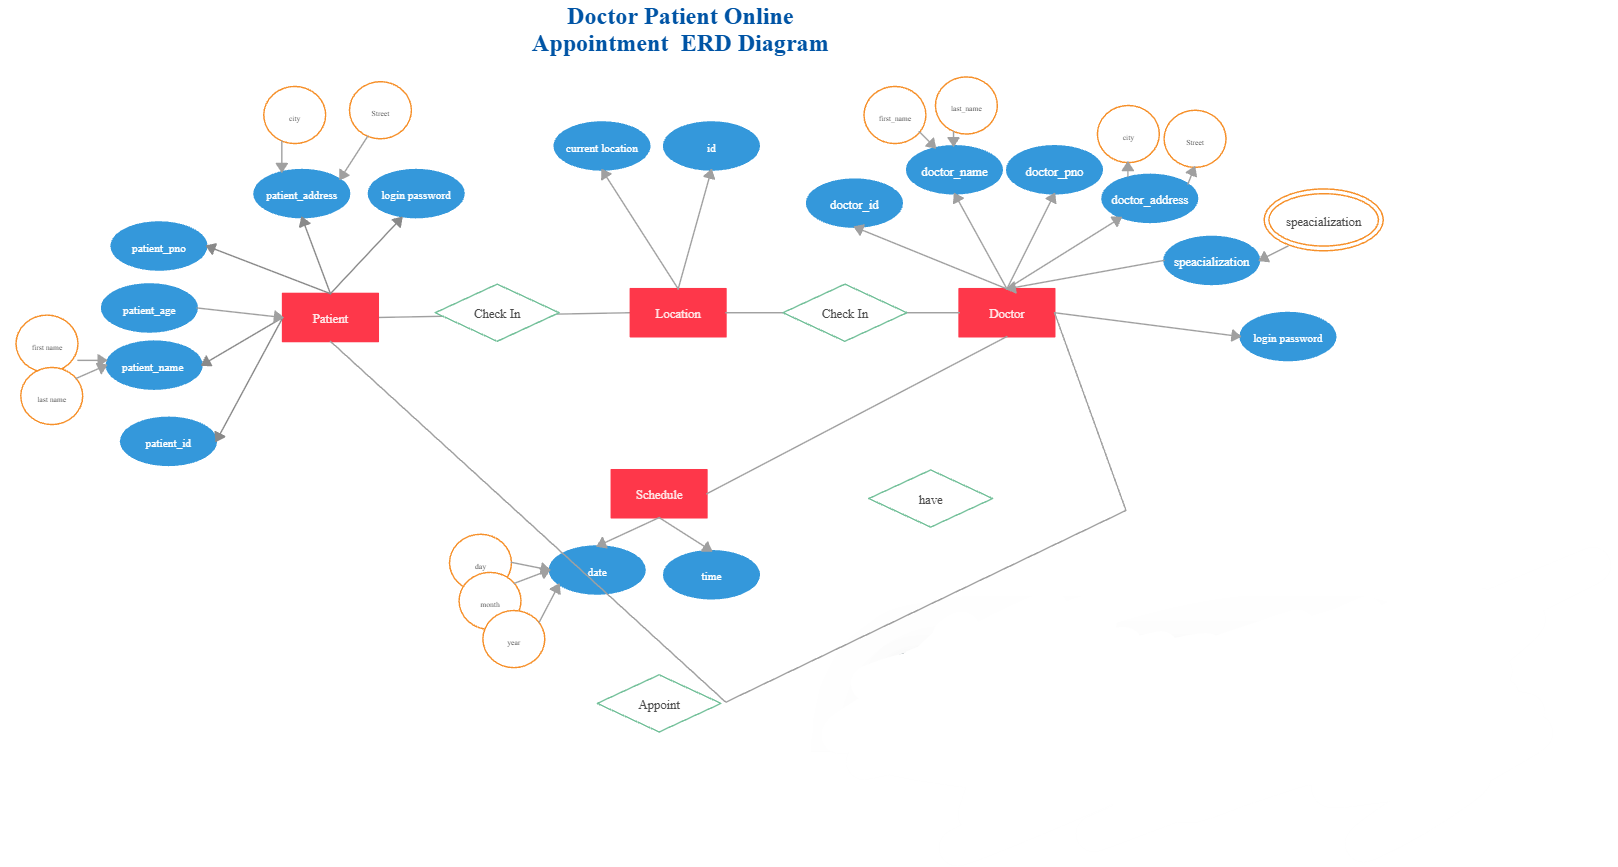 Doctor Patient Online
Appointment  ERD Diagram
city
Street
first_name
last_name
city
Street
current location
id
doctor_name
doctor_pno
patient_address
login password
doctor_id
doctor_address
speacialization
patient_pno
speacialization
patient_age
Patient
Check In
Location
Check In
Doctor
login password
first name
patient_name
last name
patient_id
Schedule
have
day
date
time
mouth
year
Appoint